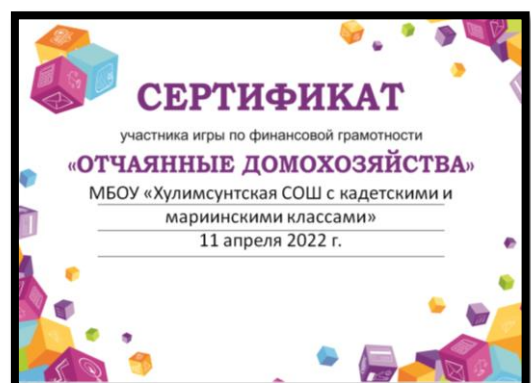 СЕРТИФИКАТ
участника игры по финансовой грамотности
«ОТЧАЯННЫЕ ДОМОХОЗЯЙСТВА»
МБОУ «Хулимсунтская СОШ с кадетскими и
мариинскими классами»
11 апреля 2022 г.